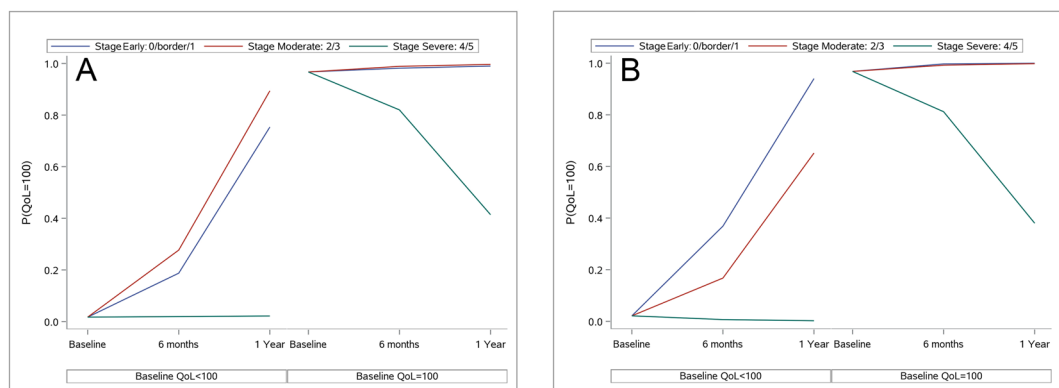 Stage Early: 0/border/1 Stage Moderate: 2/3 Stage Severe: 4/5
A
1.0
0.8
0.6
0.4
0.2
0.0
P(QoL=100)
Baseline 6 months 1 Year Baseline 6 months 1 Year
Baseline QoL<100 Baseline QoL=100
Stage Early: 0/border/1 Stage Moderate: 2/3 Stage Severe: 4/5
B
1.0
0.8
0.6
0.4
0.2
0.0
P(QoL=100)
Baseline 6 months 1 Year Baseline 6 months 1 Year
Baseline QoL<100 Baseline QoL=100